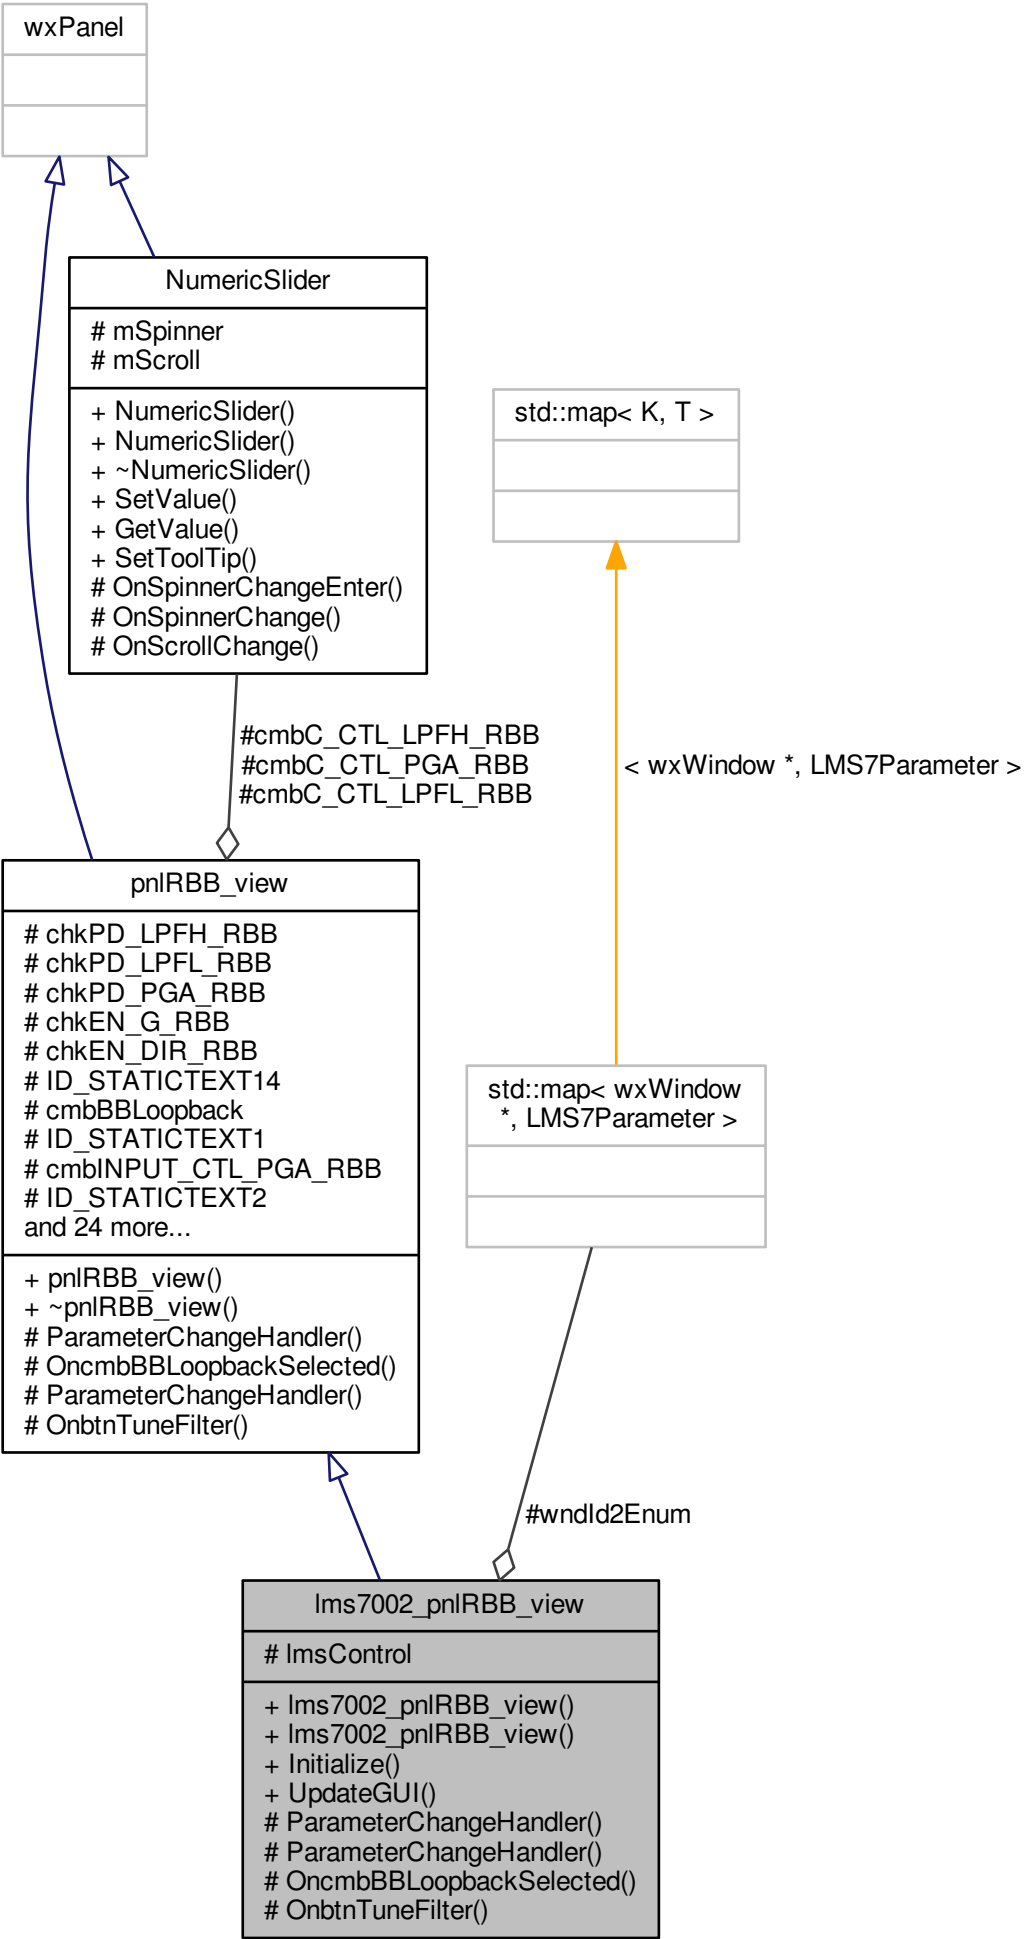 wxPanel
NumericSlider
# mSpinner
# mScroll
+ NumericSlider()
+ NumericSlider()
+ ~NumericSlider()
+ SetValue()
+ GetValue()
+ SetToolTip()
# OnSpinnerChangeEnter()
# OnSpinnerChange()
# OnScrollChange()
std::map< K, T >
#cmbC_CTL_LPFH_RBB
#cmbC_CTL_PGA_RBB
#cmbC_CTL_LPFL_RBB
< wxWindow *, LMS7Parameter >
pnlRBB_view
# chkPD_LPFH_RBB
# chkPD_LPFL_RBB
# chkPD_PGA_RBB
# chkEN_G_RBB
# chkEN_DIR_RBB
# ID_STATICTEXT14
# cmbBBLoopback
# ID_STATICTEXT1
# cmbINPUT_CTL_PGA_RBB
# ID_STATICTEXT2
and 24 more...
+ pnlRBB_view()
+ ~pnlRBB_view()
# ParameterChangeHandler()
# OncmbBBLoopbackSelected()
# ParameterChangeHandler()
# OnbtnTuneFilter()
std::map< wxWindow
*, LMS7Parameter >
#wndId2Enum
lms7002_pnlRBB_view
# lmsControl
+ lms7002_pnlRBB_view()
+ lms7002_pnlRBB_view()
+ Initialize()
+ UpdateGUI()
# ParameterChangeHandler()
# ParameterChangeHandler()
# OncmbBBLoopbackSelected()
# OnbtnTuneFilter()